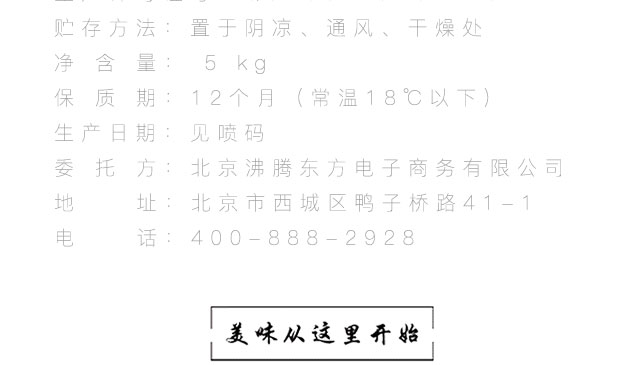 贮存方法：置于阴凉、通风、干燥处
净含量：5 kg
保质期：12个月（常温18℃以下）
生产日期：见喷码
委托方：北京沸腾东方电子商务有限公司
地址：北京市西城区鸭子桥路41-1
电话：400-888-2928
美味从这里开始